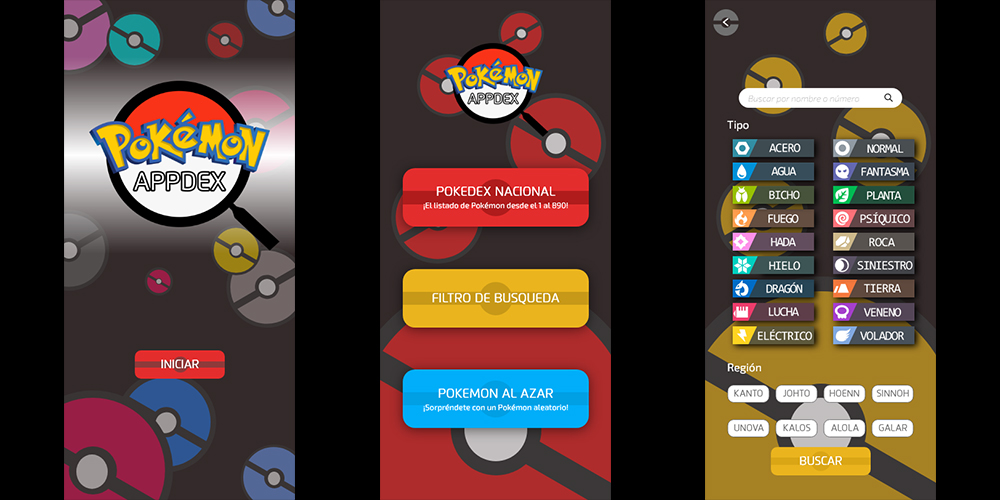 POKéMON
APPDEX
INICIAR
POKéMON
APPDEX
POKEDEX NACIONAL
¡El listado de Pokémon desde el 1 al 890!
FILTRO DE BUSQUEDA
POKEMON AL AZAR
¡Sorpréndete con un Pokémon aleatorio!
Buscar por nombre o número
Tipo
ACERO NORMAL
AGUA FANTASMA
BICHO PLANTA
FUEGO PSÍQUICO
HADA ROCA
HIELO SINIESTRO
DRAGÓN TIERRA
LUCHA VENENO
ELÉCTRICO VOLADOR
Región
KANTO JOHTO HOENN SINNOH
UNOVA KALOS ALOLA GALAR
BUSCAR